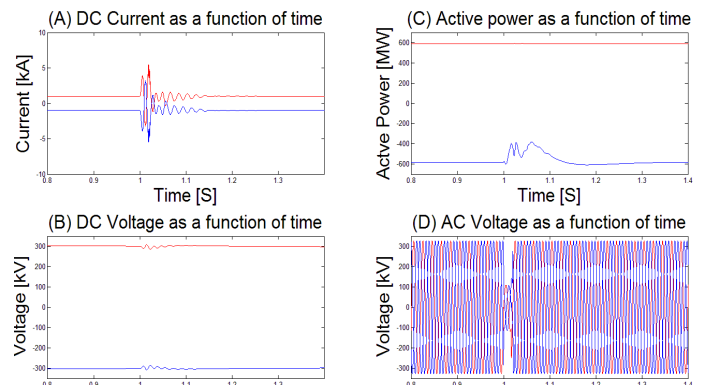 (A) DC Current as a function of time
10
5
0
-5
-10
Current [kA]
0.8 0.9 1 1.1 1.2 1.3
Time [S]
(C) Active power as a function of time
600
400
200
0
-200
-400
-600
Actve Power [MW]
0.8 0.9 1 1.1 1.2 1.3 1.4
Time [S]
(B) DC Voltage as a function of time
300
200
100
0
-100
-200
-300
Voltage [kV]
0.8 0.9 1 1.1 1.2 1.3
(D) AC Voltage as a function of time
300
200
100
0
-100
-200
-300
Voltage [kV]
0.8 0.9 1 1.1 1.2 1.3 1.4